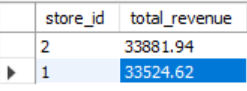 store_id total_revenue
2 33881.94
1 33524.62